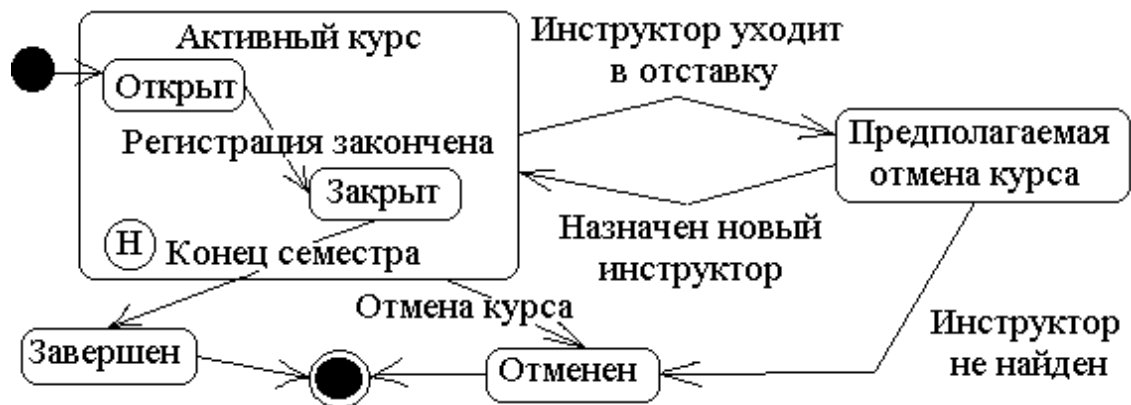 Активный курс
Инструктор уходит
в отставку
Открыт
Регистрация закончена
Предполагаемая
отмена курса
Закрыт
Н
Конец семестра
Назначен новый
инструктор
Отмена курса
Инструктор
не найден
Завершен
Отменен